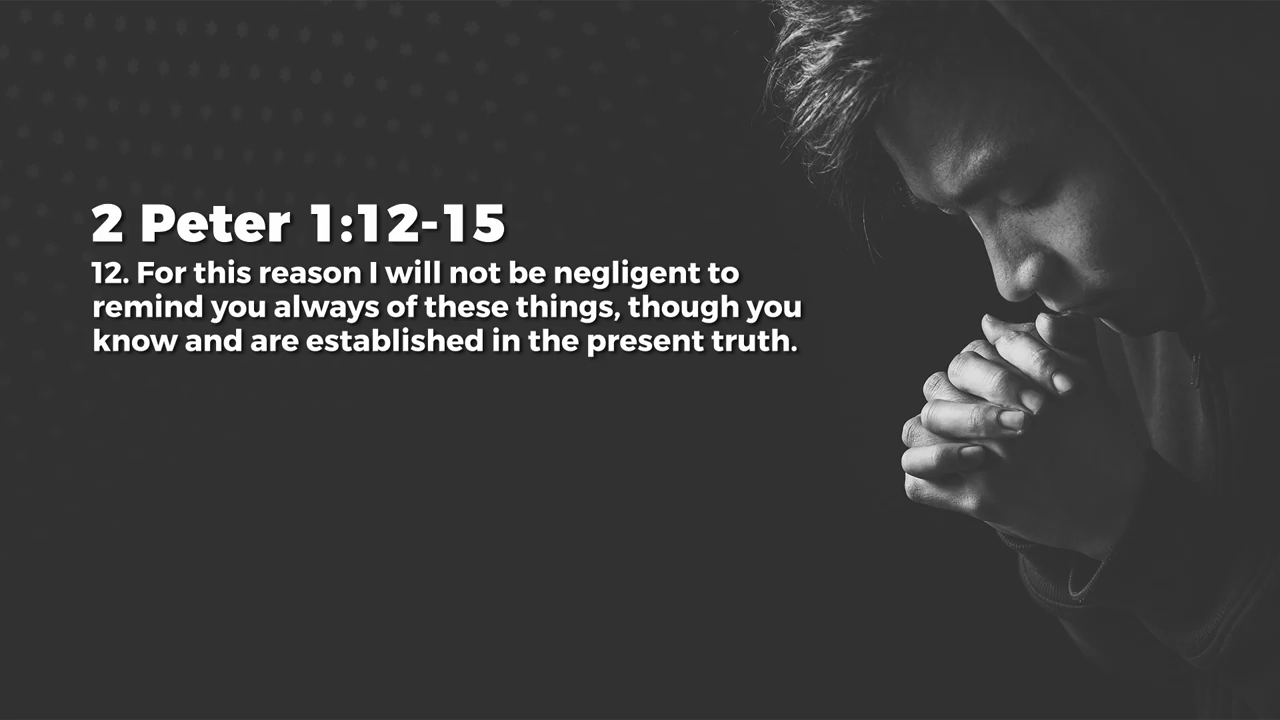 2 Peter 1:12-15
12. For this reason I will not be negligent to
remind you always of these things, though you
know and are established in the present truth.